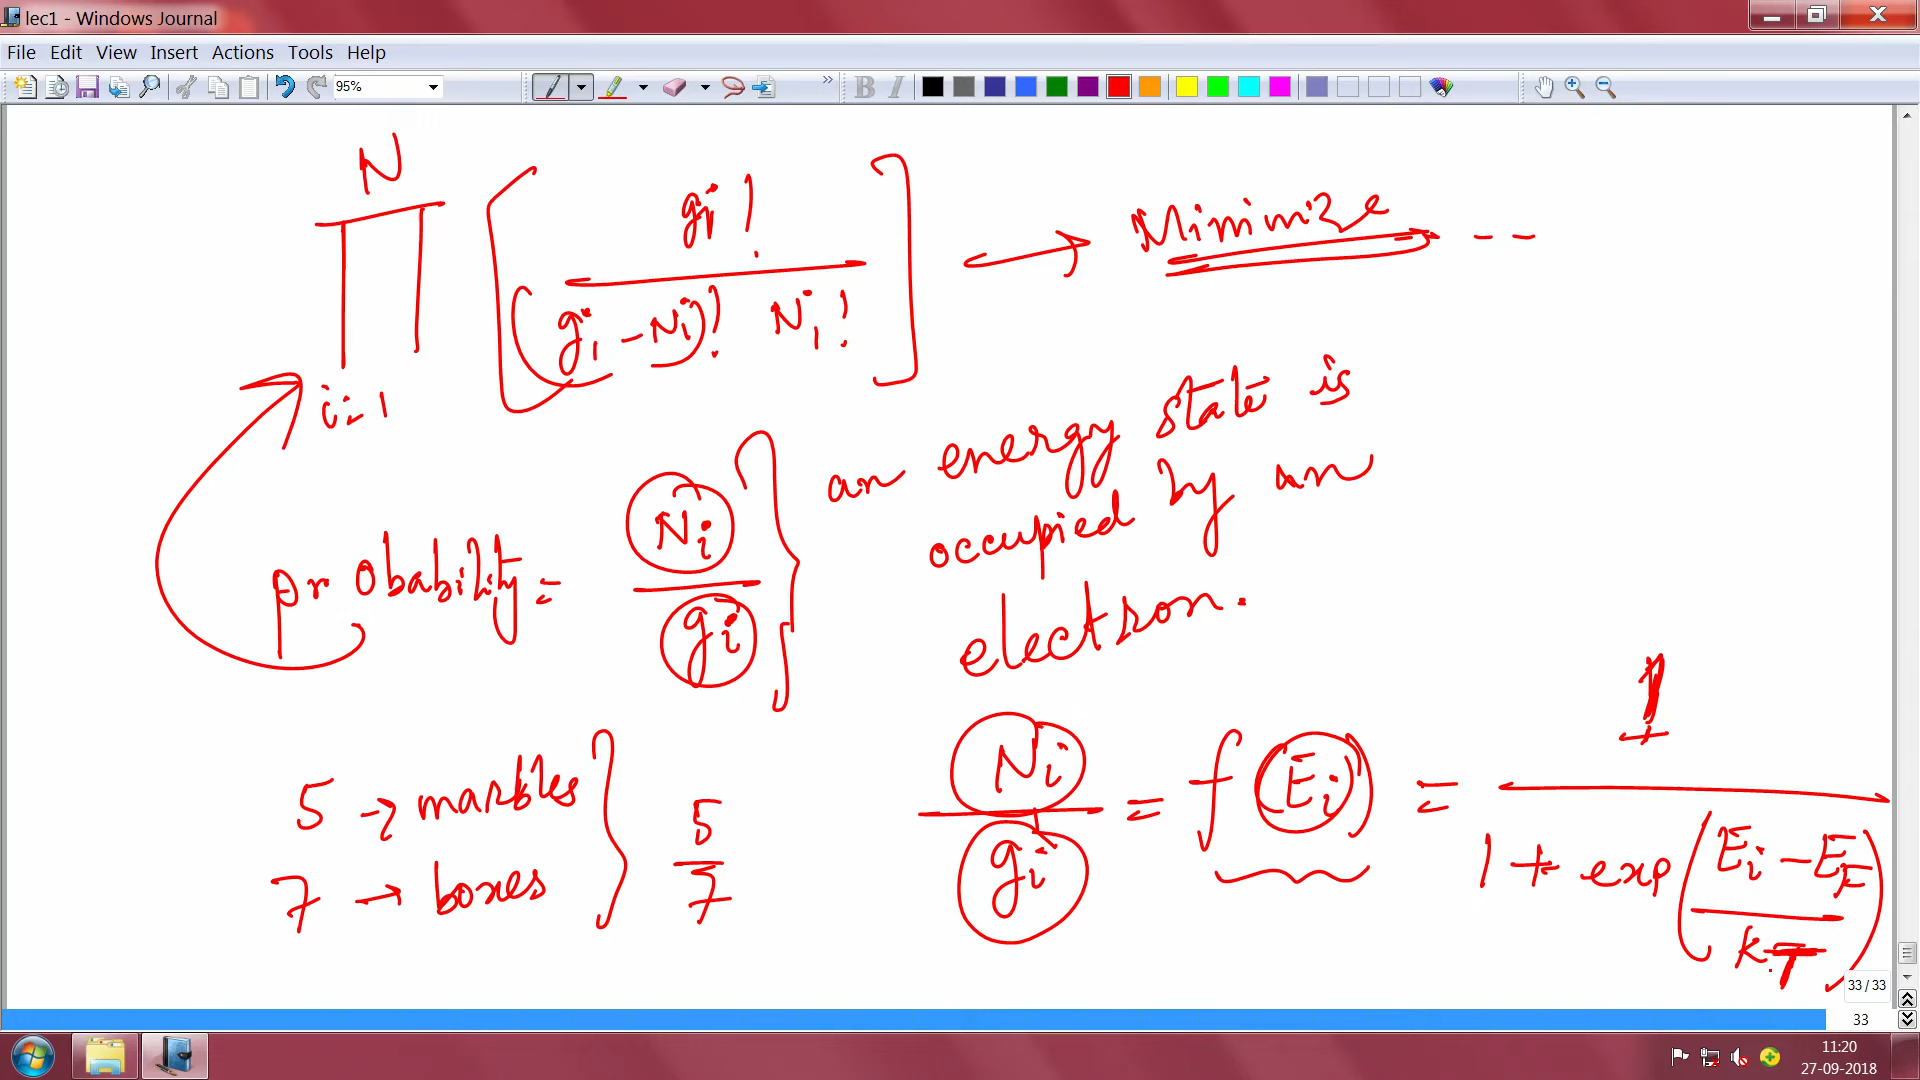 lec1 - Windows Journal
File Edit View Insert Actions Tools Help
95%
B I
N
∏
i=1
[ gi! / (gi - Ni)! Ni! ] → Minimize --
probability = Ni / gi } an energy state is
occupied by an
electron.
5 → marbles
7 → boxes
} 5/7
Ni / gi = f(Ei) = 1 / 1 + exp((Ei - EF) / kT)
33 / 33
33
11:20
27-09-2018